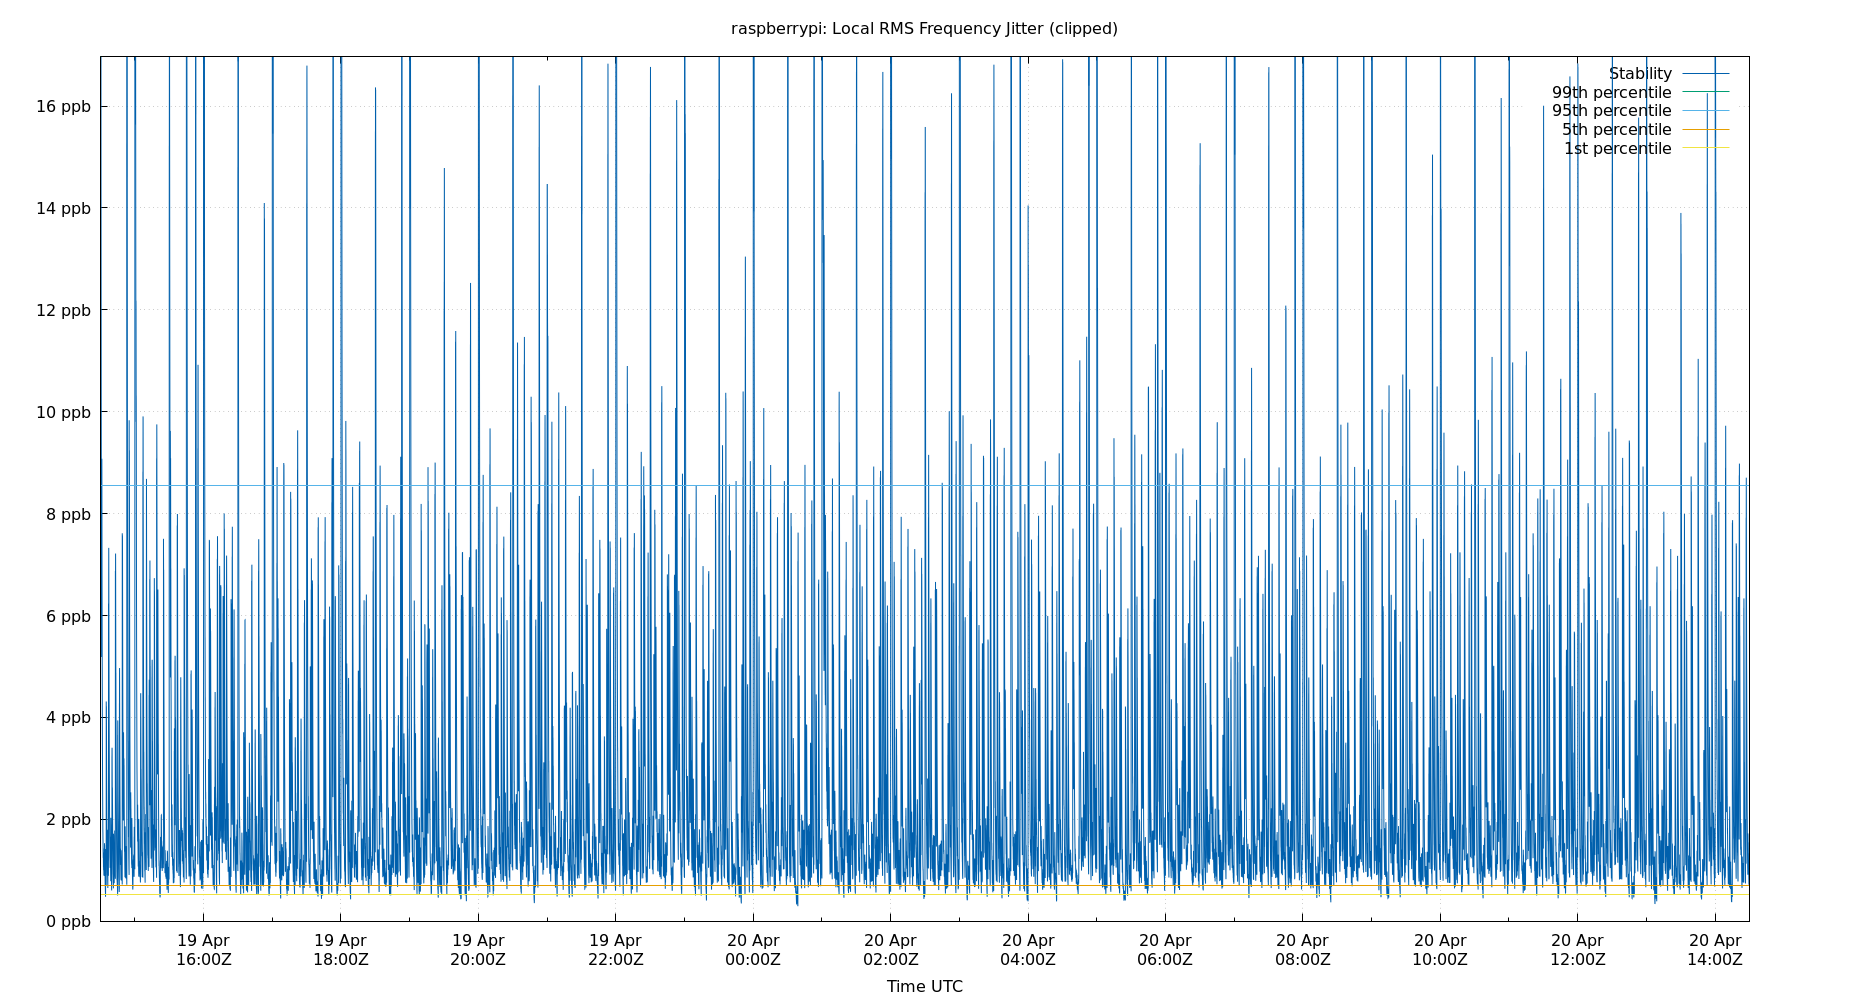 raspberrypi: Local RMS Frequency Jitter (clipped)
Stability
99th percentile
95th percentile
5th percentile
1st percentile
16 ppb
14 ppb
12 ppb
10 ppb
8 ppb
6 ppb
4 ppb
2 ppb
0 ppb
19 Apr 19 Apr 19 Apr 19 Apr 20 Apr 20 Apr 20 Apr 20 Apr 20 Apr 20 Apr 20 Apr 20 Apr
16:00Z 18:00Z 20:00Z 22:00Z 00:00Z 02:00Z 04:00Z 06:00Z 08:00Z 10:00Z 12:00Z 14:00Z
Time UTC